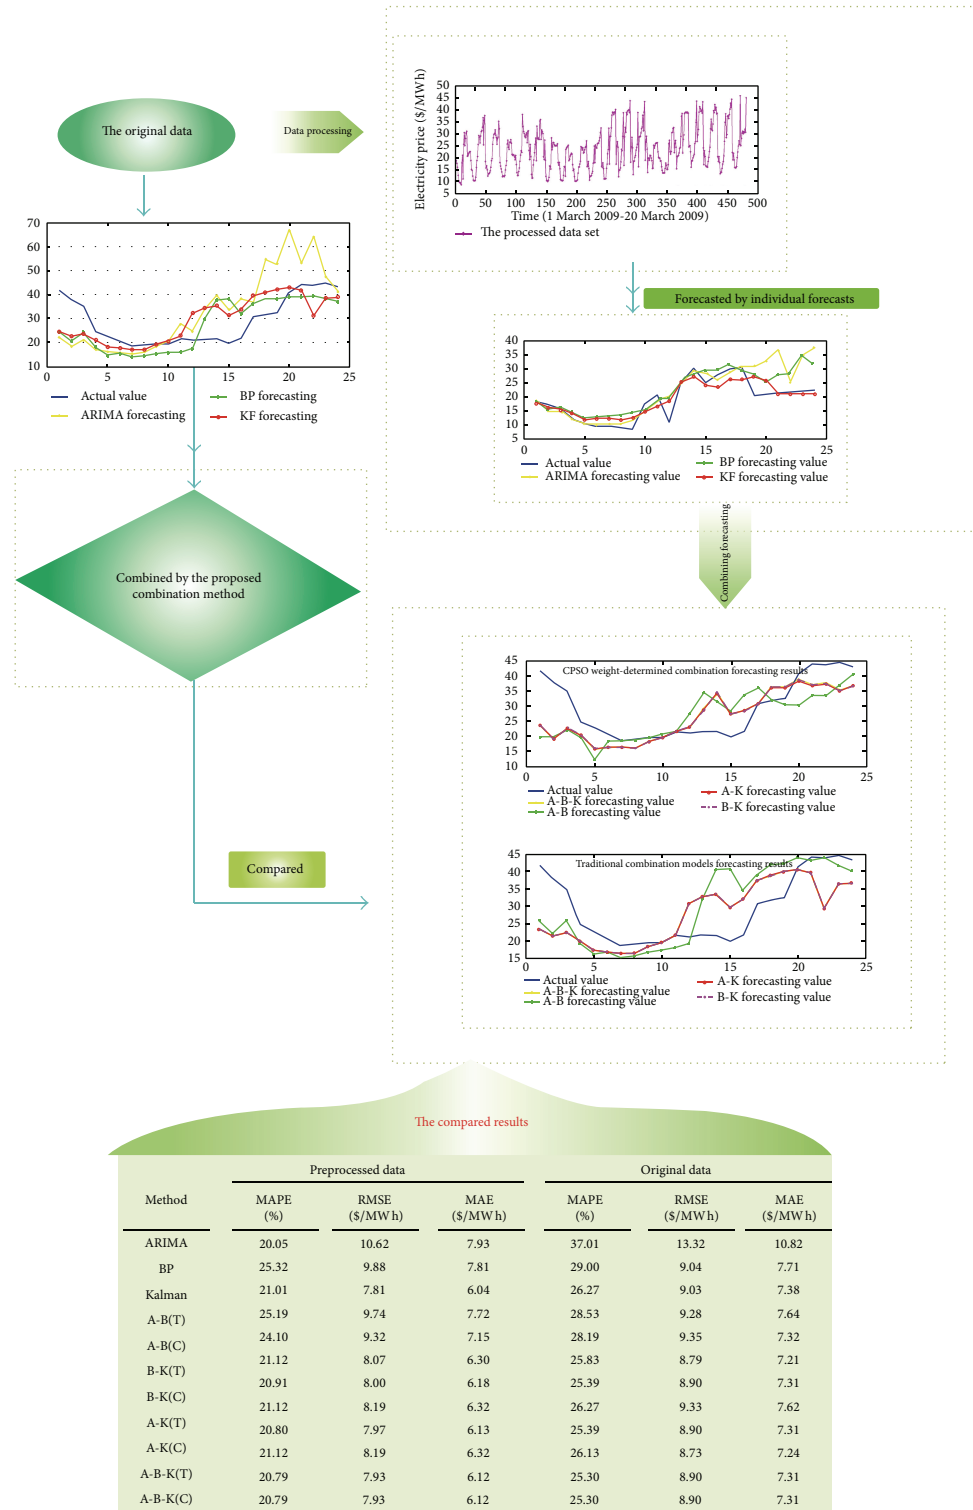 The original data
Data processing
Electricity price ($/MWh)
50
45
40
35
30
25
20
15
10
5
0 50 100 150 200 250 300 350 400 450 500
Time (1 March 2009-20 March 2009)
The processed data set
70
60
50
40
30
20
10
0 5 10 15 20 25
Actual value
BP forecasting
ARIMA forecasting
KF forecasting
Forecasted by individual forecasts
40
35
30
25
20
15
10
5
0 5 10 15 20 25
Actual value
BP forecasting value
ARIMA forecasting value
KF forecasting value
Combining forecasting
Combined by the proposed
combination method
CPSO weight-determined combination forecasting results
45
40
35
30
25
20
15
10
0 5 10 15 20 25
Actual value
A-K forecasting value
A-B-K forecasting value
B-K forecasting value
A-B forecasting value
Compared
Traditional combination models forecasting results
45
40
35
30
25
20
15
0 5 10 15 20 25
Actual value
A-K forecasting value
A-B-K forecasting value
B-K forecasting value
A-B forecasting value
The compared results
Preprocessed data Original data
Method MAPE RMSE MAE MAPE RMSE MAE
(%) ($/MWh) ($/MWh) (%) ($/MWh) ($/MWh)
ARIMA 20.05 10.62 7.93 37.01 13.32 10.82
BP 25.32 9.88 7.81 29.00 9.04 7.71
Kalman 21.01 7.81 6.04 26.27 9.03 7.38
A-B(T) 25.19 9.74 7.72 28.53 9.28 7.64
A-B(C) 24.10 9.32 7.15 28.19 9.35 7.32
B-K(T) 21.12 8.07 6.30 25.83 8.79 7.21
B-K(C) 20.91 8.00 6.18 25.39 8.90 7.31
A-K(T) 21.12 8.19 6.32 26.27 9.33 7.62
A-K(C) 20.80 7.97 6.13 25.39 8.90 7.31
A-B-K(T) 21.12 8.19 6.32 26.13 8.73 7.24
A-B-K(C) 20.79 7.93 6.12 25.30 8.90 7.31
20.79 7.93 6.12 25.30 8.90 7.31